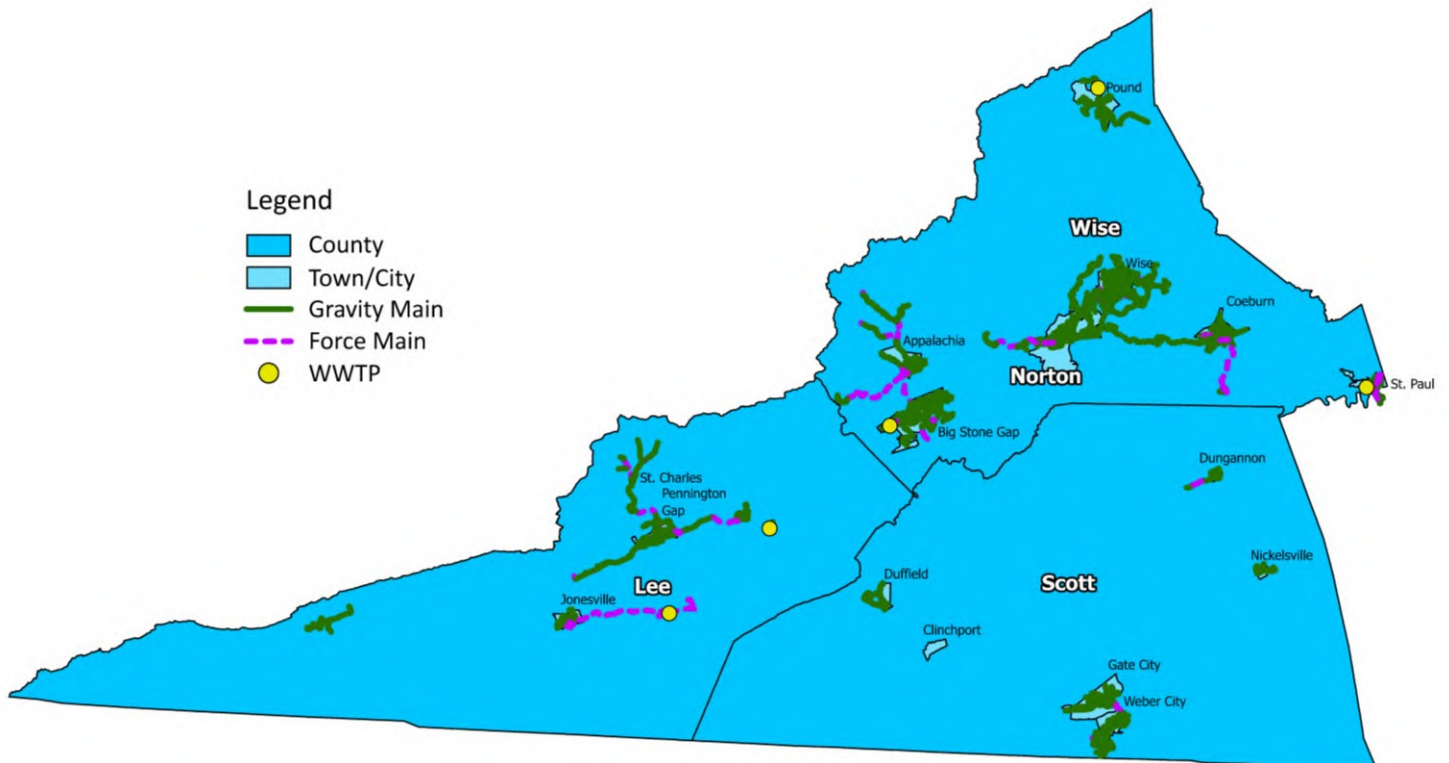 Legend
County
Town/City
Gravity Main
Force Main
WWTP
Pound
Wise
Wise
Coeburn
Appalachia
Norton
St. Paul
Big Stone Gap
Dungannon
St. Charles
Pennington
Gap
Nickelsville
Duffield
Scott
Lee
Jonesville
Clinchport
Gate City
Weber City